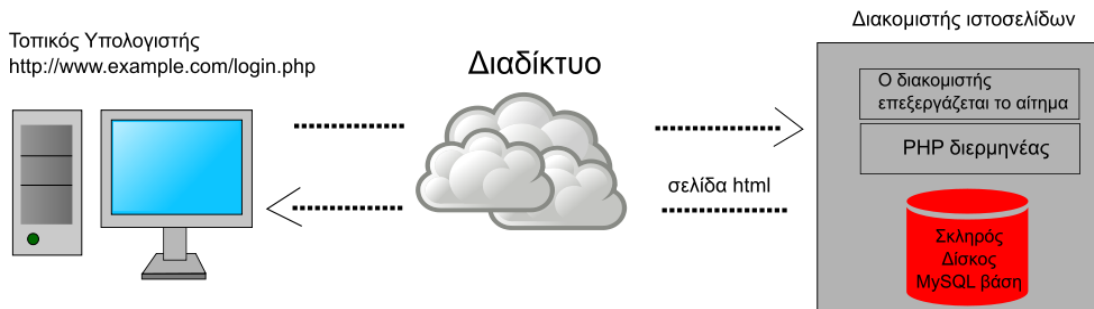 Τοπικός Υπολογιστής
http://www.example.com/login.php
Διαδίκτυο
Διακομιστής ιστοσελίδων
Ο διακομιστής
επεξεργάζεται το αίτημα
PHP διερμηνέας
σελίδα html
Σκληρός
Δίσκος
MySQL βάση